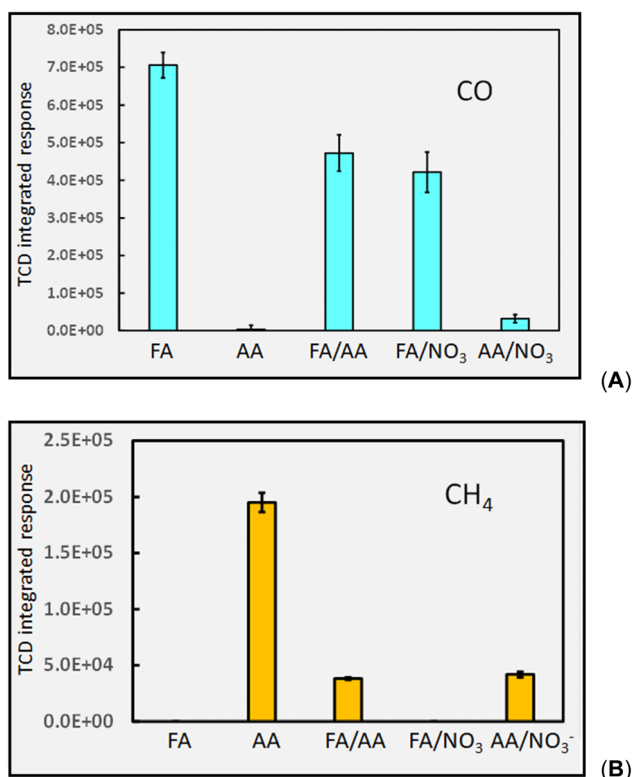 8.0E+05
7.0E+05
6.0E+05
5.0E+05
4.0E+05
3.0E+05
2.0E+05
1.0E+05
0.0E+00
TCD integrated response
CO
FA AA FA/AA FA/NO₃ AA/NO₃
(A)
2.5E+05
2.0E+05
1.5E+05
1.0E+05
5.0E+04
0.0E+00
TCD integrated response
CH₄
FA AA FA/AA FA/NO₃ AA/NO₃⁻
(B)